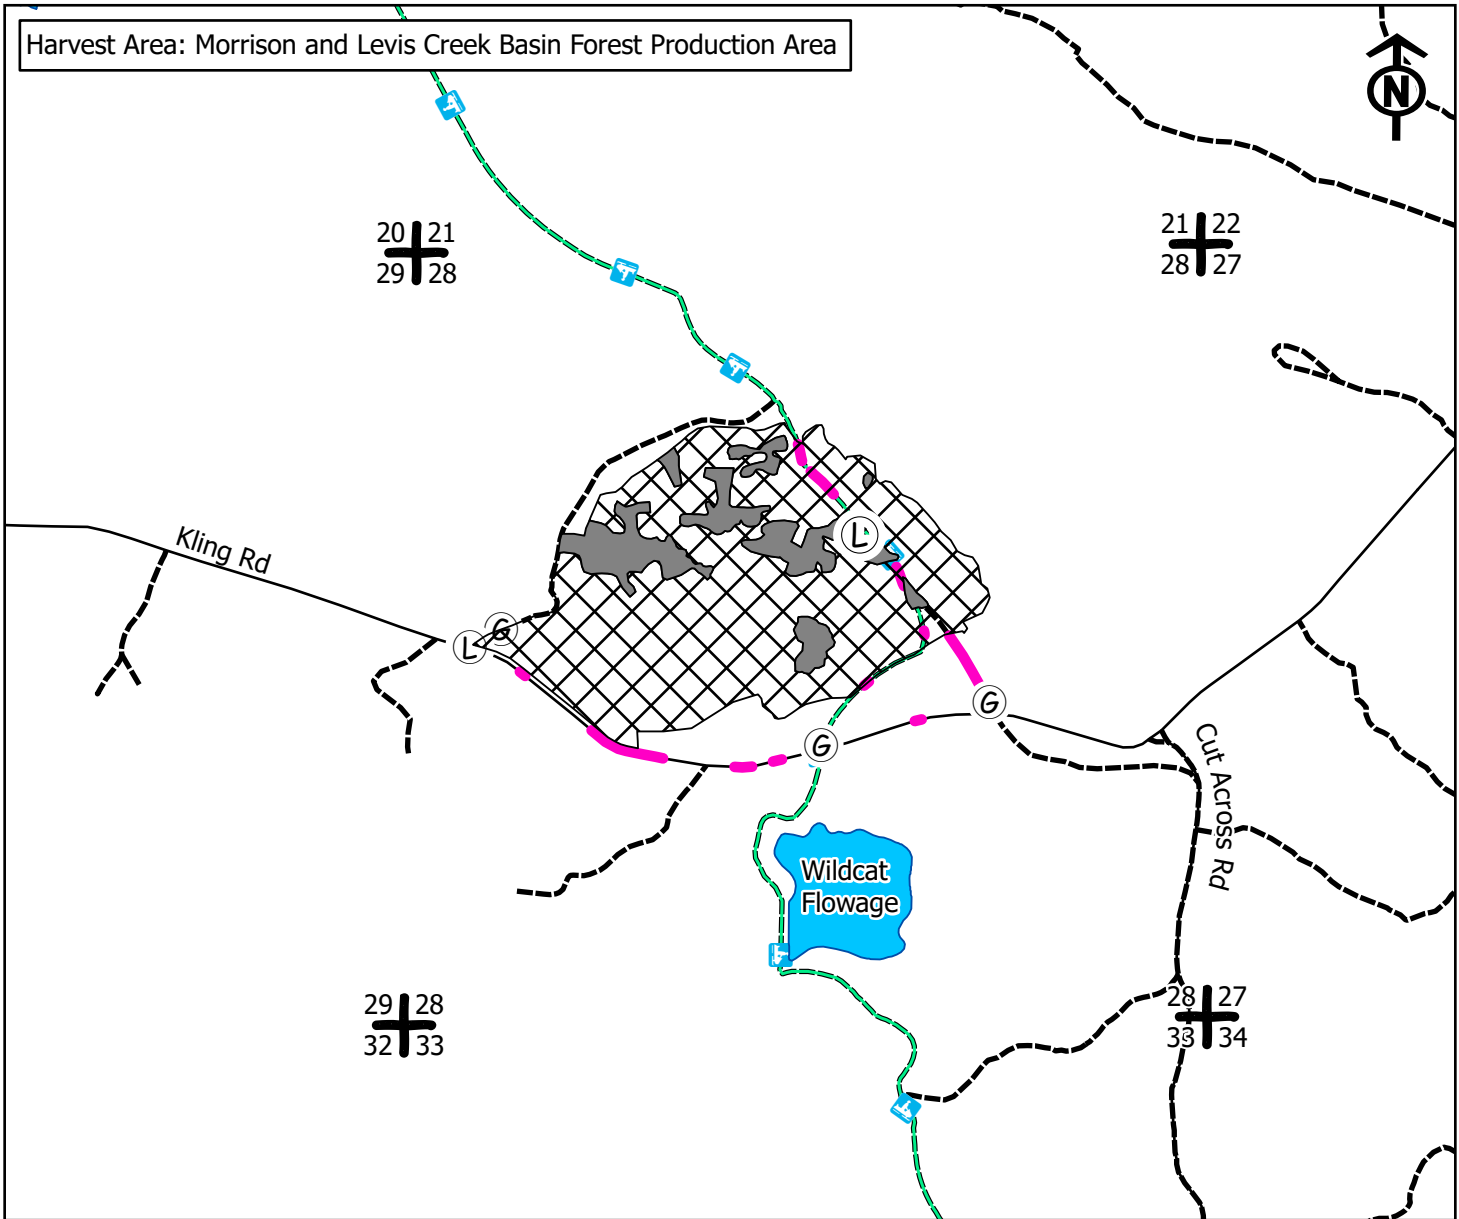 Harvest Area: Morrison and Levis Creek Basin Forest Production Area
N
20 21
29 28
21 22
28 27
Kling Rd
L
G
L
G
G
Cut Across Rd
Wildcat
Flowage
29 28
32 33
28 27
33 34